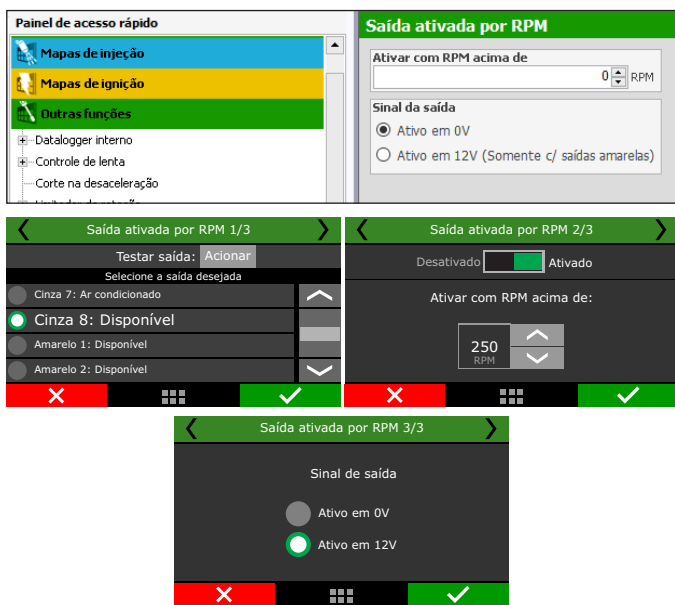 Painel de acesso rápido
Mapas de injeção
Mapas de ignição
Outras funções
Datalogger interno
Controle de lenta
Corte na desaceleração
Saída ativada por RPM
Ativar com RPM acima de
0 RPM
Sinal da saída
Ativo em 0V
Ativo em 12V (Somente c/ saídas amarelas)
Saída ativada por RPM 1/3
Testar saída: Acionar
Selecione a saída desejada
Cinza 7: Ar condicionado
Cinza 8: Disponível
Amarelo 1: Disponível
Amarelo 2: Disponível
Saída ativada por RPM 2/3
Desativado Ativado
Ativar com RPM acima de:
250
RPM
Saída ativada por RPM 3/3
Sinal de saída
Ativo em 0V
Ativo em 12V